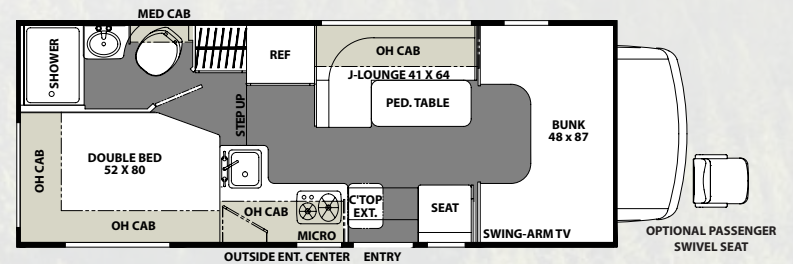 MED CAB
SHOWER
REF
OH CAB
J-LOUNGE 41 X 64
PED. TABLE
STEP UP
BUNK
48 x 87
OH CAB
DOUBLE BED
52 X 80
OH CAB
OH CAB
MICRO
C'TOP
EXT.
SEAT
SWING-ARM TV
OUTSIDE ENT. CENTER
ENTRY
OPTIONAL PASSENGER
SWIVEL SEAT